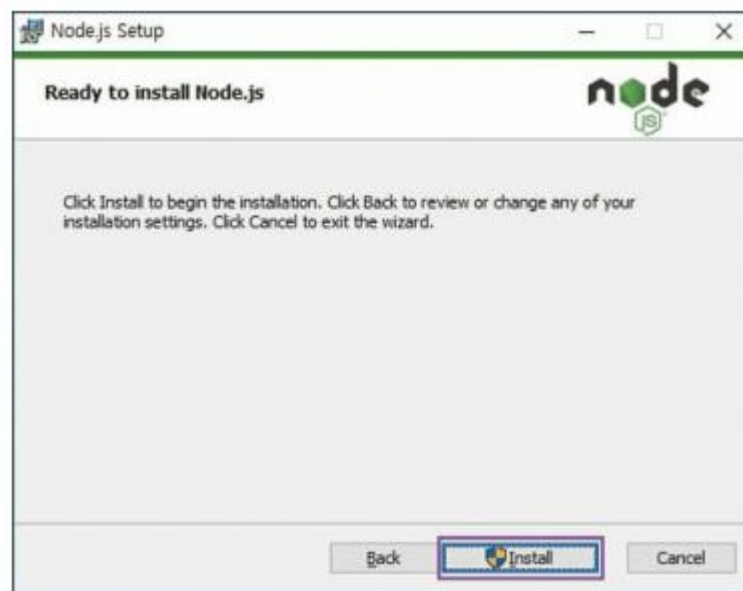 Node.js Setup
Ready to install Node.js
node
JS
Click Install to begin the installation. Click Back to review or change any of your
installation settings. Click Cancel to exit the wizard.
Back
Install
Cancel